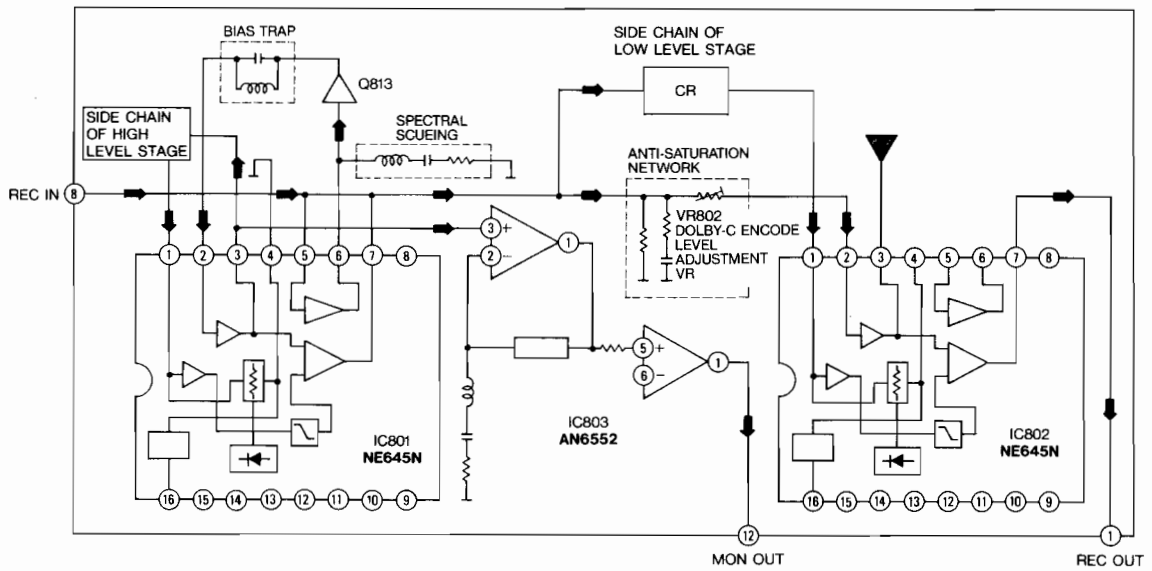 BIAS TRAP
Q813
SIDE CHAIN OF
LOW LEVEL STAGE
CR
SIDE CHAIN
OF HIGH
LEVEL STAGE
SPECTRAL
SCUEING
ANTI-SATURATION
NETWORK
REC IN 8
VR802
DOLBY-C ENCODE
LEVEL
ADJUSTMENT
VR
3 +
2 −
1
1 2 3 4 5 6 7 8
1 2 3 4 5 6 7 8
5 +
6 −
1
IC801
NE645N
IC803
AN6552
IC802
NE645N
16 15 14 13 12 11 10 9
16 15 14 13 12 11 10 9
12
MON OUT
1
REC OUT